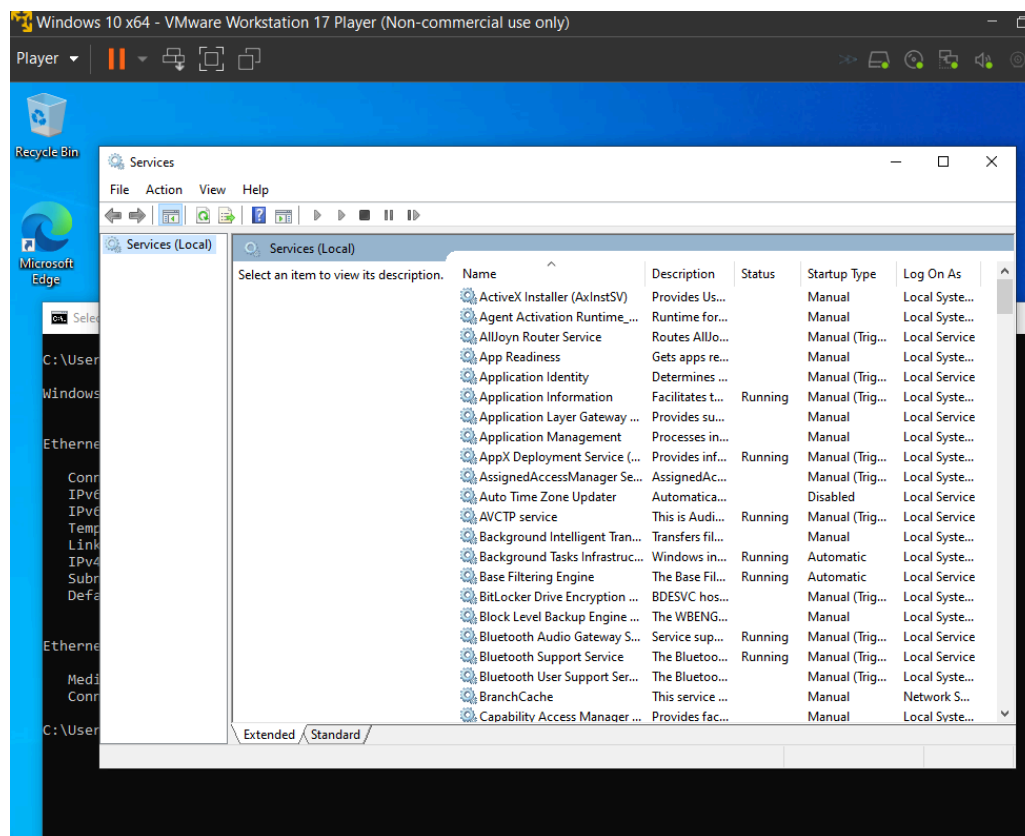 Windows 10 x64 - VMware Workstation 17 Player (Non-commercial use only)
Player
Recycle Bin
Microsoft
Edge
Services
File Action View Help
Services (Local)
Services (Local)
Select an item to view its description.
Name Description Status Startup Type Log On As
ActiveX Installer (AxInstSV) Provides Us... Manual Local Syste...
Agent Activation Runtime_... Runtime for... Manual Local Syste...
AllJoyn Router Service Routes AllJo... Manual (Trig... Local Service
App Readiness Gets apps re... Manual Local Syste...
Application Identity Determines ... Manual (Trig... Local Service
Application Information Facilitates t... Running Manual (Trig... Local Syste...
Application Layer Gateway ... Provides su... Manual Local Service
Application Management Processes in... Manual Local Syste...
AppX Deployment Service (... Provides inf... Running Manual (Trig... Local Syste...
AssignedAccessManager Se... AssignedAc... Manual (Trig... Local Syste...
Auto Time Zone Updater Automatica... Disabled Local Service
AVCTP service This is Audi... Running Manual (Trig... Local Service
Background Intelligent Tran... Transfers fil... Manual Local Syste...
Background Tasks Infrastruc... Windows in... Running Automatic Local Syste...
Base Filtering Engine The Base Fil... Running Automatic Local Service
BitLocker Drive Encryption ... BDESVC hos... Manual (Trig... Local Syste...
Block Level Backup Engine ... The WBENG... Manual Local Syste...
Bluetooth Audio Gateway S... Service sup... Running Manual (Trig... Local Service
Bluetooth Support Service The Bluetoo... Running Manual (Trig... Local Service
Bluetooth User Support Ser... The Bluetoo... Manual (Trig... Local Syste...
BranchCache This service ... Manual Network S...
Capability Access Manager ... Provides fac... Manual Local Syste...
Extended Standard
Selec
C:\User
Windows
Etherne
Conn
IPv6
IPv6
Temp
Link
IPv4
Subn
Defa
Etherne
Medi
Conn
C:\User